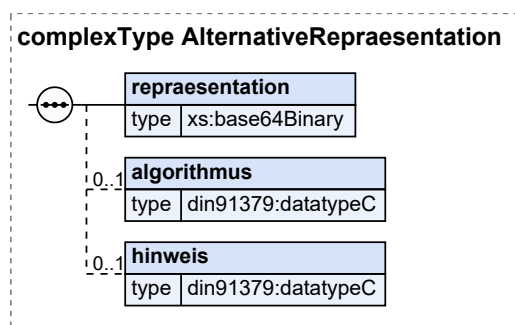 complexType AlternativeRepraesentation
repraesentation
type xs:base64Binary
0..1 algorithmus
type din91379:datatypeC
0..1 hinweis
type din91379:datatypeC